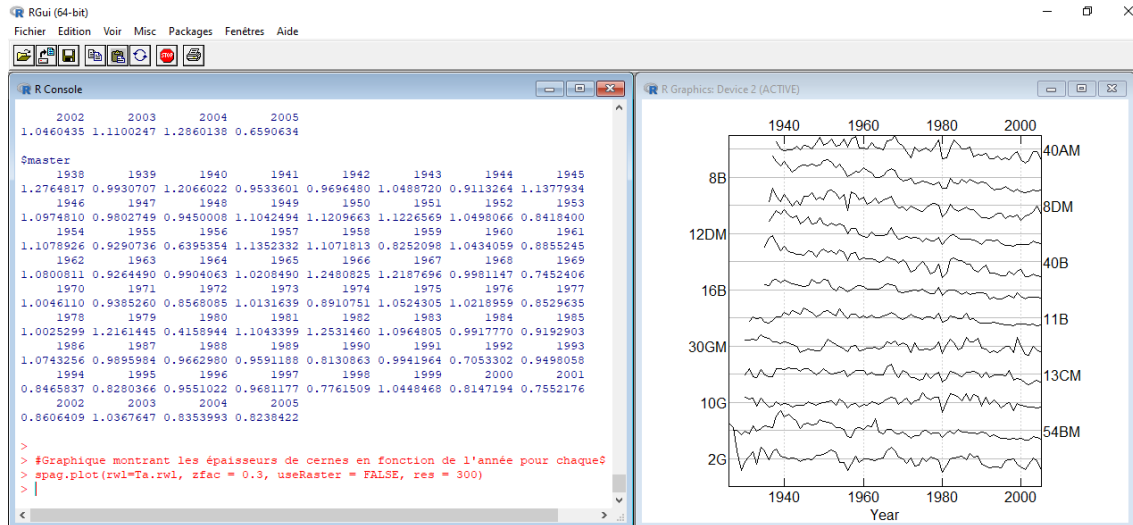 RGui (64-bit)
Fichier Edition Voir Misc Packages Fenêtres Aide
STOP
R Console
2002 2003 2004 2005
1.0460435 1.1100247 1.2860138 0.6590634
$master
1938 1939 1940 1941 1942 1943 1944 1945
1.2764817 0.9930707 1.2066022 0.9533601 0.9696480 1.0488720 0.9113264 1.1377934
1946 1947 1948 1949 1950 1951 1952 1953
1.0974810 0.9802749 0.9450008 1.1042494 1.1209663 1.1226569 1.0498066 0.8418400
1954 1955 1956 1957 1958 1959 1960 1961
1.1078926 0.9290736 0.6395354 1.1352332 1.1071813 0.8252098 1.0434059 0.8855245
1962 1963 1964 1965 1966 1967 1968 1969
1.0800811 0.9264490 0.9904063 1.0208490 1.2480825 1.2187696 0.9981147 0.7452406
1970 1971 1972 1973 1974 1975 1976 1977
1.0046110 0.9385260 0.8568085 1.0131639 0.8910751 1.0524305 1.0218959 0.8529635
1978 1979 1980 1981 1982 1983 1984 1985
1.0025299 1.2161445 0.4158944 1.1043399 1.2531460 1.0964805 0.9917770 0.9192903
1986 1987 1988 1989 1990 1991 1992 1993
1.0743256 0.9895984 0.9662980 0.9591188 0.8130863 0.9941964 0.7053302 0.9498058
1994 1995 1996 1997 1998 1999 2000 2001
0.8465837 0.8280366 0.9551022 0.9681177 0.7761509 1.0448468 0.8147194 0.7552176
2002 2003 2004 2005
0.8606409 1.0367647 0.8353993 0.8238422
>
> #Graphique montrant les épaisseurs de cernes en fonction de l'année pour chaque$
> spag.plot(rwl=Ta.rwl, zfac = 0.3, useRaster = FALSE, res = 300)
>
R Graphics: Device 2 (ACTIVE)
1940 1960 1980 2000
40AM
8B
8DM
12DM
40B
16B
11B
30GM
13CM
10G
54BM
2G
1940 1960 1980 2000
Year